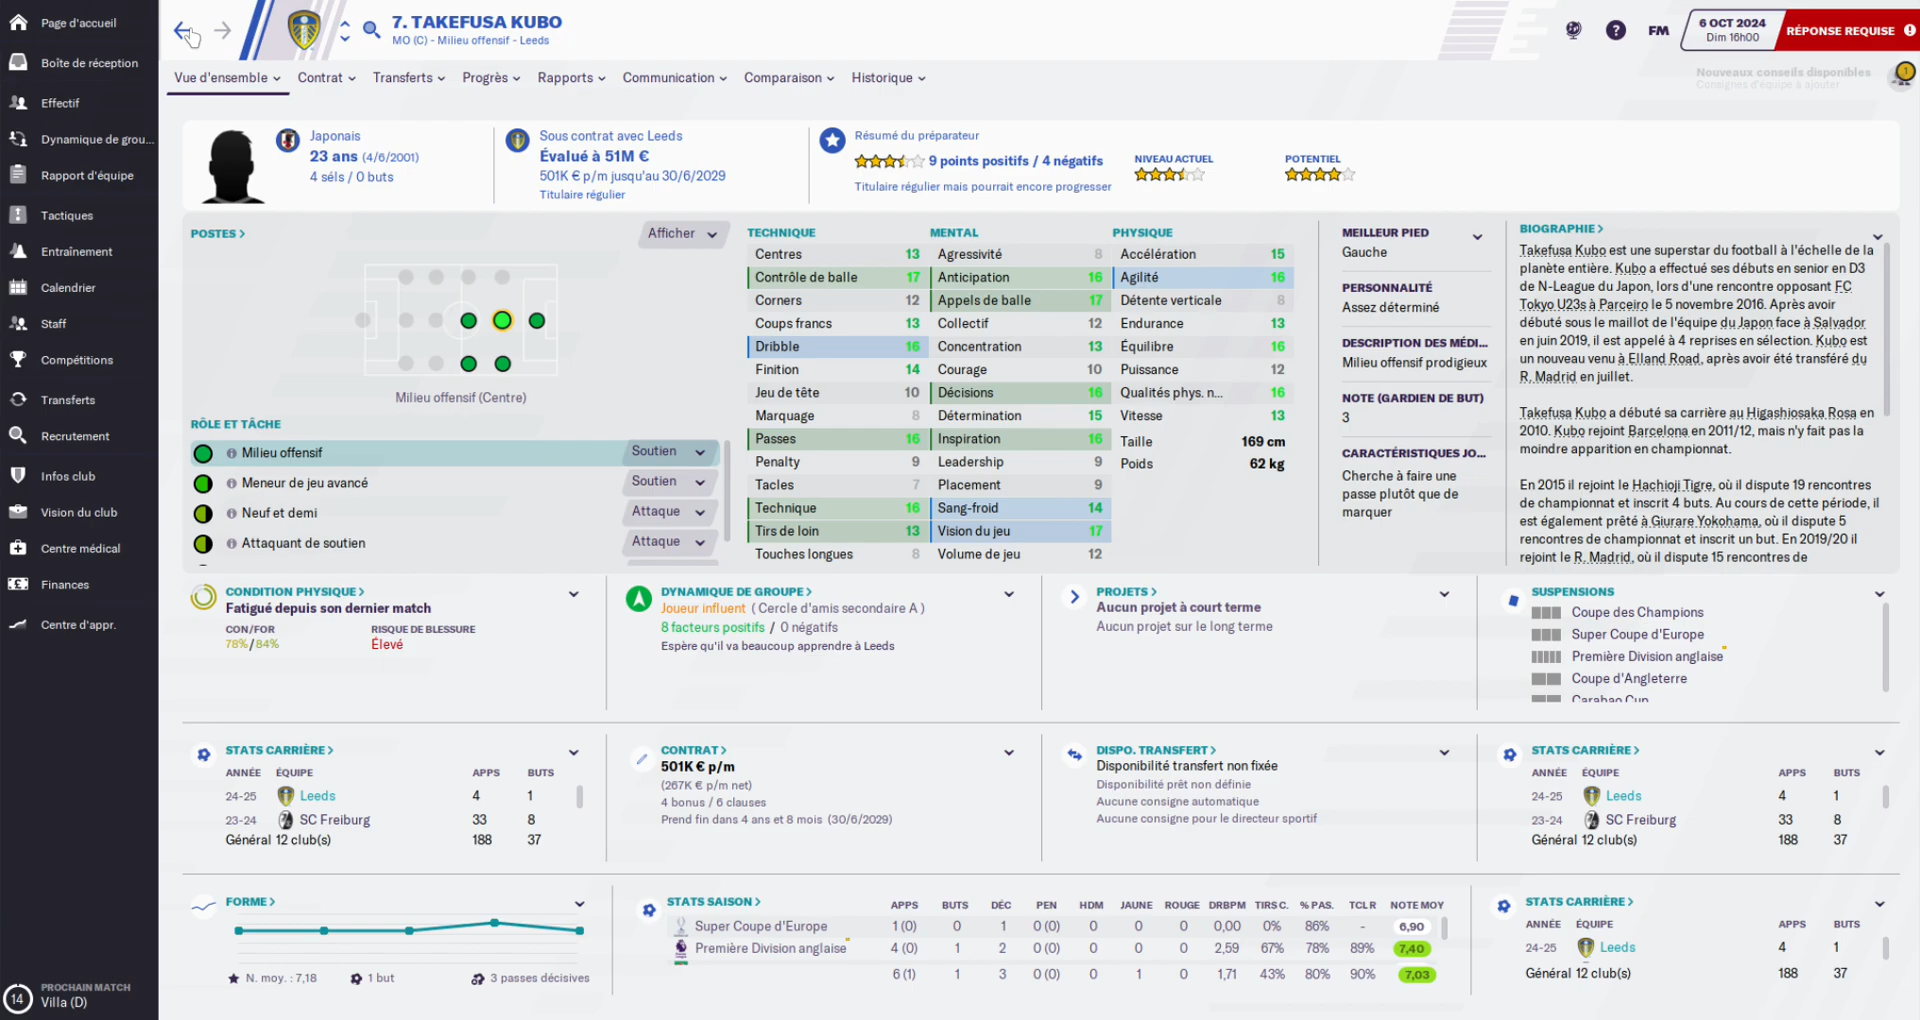 Page d'accueil
Boîte de réception
Effectif
Dynamique de grou...
Rapport d'équipe
Tactiques
Entraînement
Calendrier
Staff
Compétitions
Transferts
Recrutement
Infos club
Vision du club
Centre médical
Finances
Centre d'appr.
14
PROCHAIN MATCH
Villa (D)
7. TAKEFUSA KUBO
MO (C) - Milieu offensif - Leeds
FM
6 OCT 2024
Dim 16h00
RÉPONSE REQUISE
Nouveaux conseils disponibles
Consignes d'équipe à ajouter
1
Vue d'ensemble Contrat Transferts Progrès Rapports Communication Comparaison Historique
Japonais
23 ans (4/6/2001)
4 séls / 0 buts
Sous contrat avec Leeds
Évalué à 51M €
501K € p/m jusqu'au 30/6/2029
Titulaire régulier
Résumé du préparateur
9 points positifs / 4 négatifs
Titulaire régulier mais pourrait encore progresser
NIVEAU ACTUEL
POTENTIEL
POSTES >
Afficher
Milieu offensif (Centre)
RÔLE ET TÂCHE
Milieu offensif Soutien
Meneur de jeu avancé Soutien
Neuf et demi Attaque
Attaquant de soutien Attaque
TECHNIQUE
Centres 13
Contrôle de balle 17
Corners 12
Coups francs 13
Dribble 16
Finition 14
Jeu de tête 10
Marquage 8
Passes 16
Penalty 9
Tacles 7
Technique 16
Tirs de loin 13
Touches longues 8
MENTAL
Agressivité 8
Anticipation 16
Appels de balle 17
Collectif 12
Concentration 13
Courage 10
Décisions 16
Détermination 15
Inspiration 16
Leadership 9
Placement 9
Sang-froid 14
Vision du jeu 17
Volume de jeu 12
PHYSIQUE
Accélération 15
Agilité 16
Détente verticale 8
Endurance 13
Équilibre 16
Puissance 12
Qualités phys. n... 16
Vitesse 13
Taille 169 cm
Poids 62 kg
MEILLEUR PIED
Gauche
PERSONNALITÉ
Assez déterminé
DESCRIPTION DES MÉDI...
Milieu offensif prodigieux
NOTE (GARDIEN DE BUT)
3
CARACTÉRISTIQUES JO...
Cherche à faire une
passe plutôt que de
marquer
BIOGRAPHIE >
Takefusa Kubo est une superstar du football à l'échelle de la
planète entière. Kubo a effectué ses débuts en senior en D3
de N-League du Japon, lors d'une rencontre opposant FC
Tokyo U23s à Parceiro le 5 novembre 2016. Après avoir
débuté sous le maillot de l'équipe du Japon face à Salvador
en juin 2019, il est appelé à 4 reprises en sélection. Kubo est
un nouveau venu à Elland Road, après avoir été transféré du
R. Madrid en juillet.
Takefusa Kubo a débuté sa carrière au Higashiosaka Rosa en
2010. Kubo rejoint Barcelona en 2011/12, mais n'y fait pas la
moindre apparition en championnat.
En 2015 il rejoint le Hachioji Tigre, où il dispute 19 rencontres
de championnat et inscrit 4 buts. Au cours de cette période, il
est également prêté à Giurare Yokohama, où il dispute 5
rencontres de championnat et inscrit un but. En 2019/20 il
rejoint le R. Madrid, où il dispute 15 rencontres de
CONDITION PHYSIQUE >
Fatigué depuis son dernier match
CON/FOR RISQUE DE BLESSURE
78%/84% Élevé
DYNAMIQUE DE GROUPE >
Joueur influent ( Cercle d'amis secondaire A )
8 facteurs positifs / 0 négatifs
Espère qu'il va beaucoup apprendre à Leeds
PROJETS >
Aucun projet à court terme
Aucun projet sur le long terme
SUSPENSIONS
Coupe des Champions
Super Coupe d'Europe
Première Division anglaise
Coupe d'Angleterre
Carabao Cup
STATS CARRIÈRE >
ANNÉE ÉQUIPE APPS BUTS
24-25 Leeds 4 1
23-24 SC Freiburg 33 8
Général 12 club(s) 188 37
CONTRAT >
501K € p/m
(267K € p/m net)
4 bonus / 6 clauses
Prend fin dans 4 ans et 8 mois (30/6/2029)
DISPO. TRANSFERT >
Disponibilité transfert non fixée
Disponibilité prêt non définie
Aucune consigne automatique
Aucune consigne pour le directeur sportif
STATS CARRIÈRE >
ANNÉE ÉQUIPE APPS BUTS
24-25 Leeds 4 1
23-24 SC Freiburg 33 8
Général 12 club(s) 188 37
FORME >
N. moy. : 7,18 1 but 3 passes décisives
STATS SAISON > APPS BUTS DÉC PEN HDM JAUNE ROUGE DRBPM TIRS C. % PAS. TCL R NOTE MOY
Super Coupe d'Europe 1 (0) 0 1 0 (0) 0 0 0 0,00 0% 86% - 6,90
Première Division anglaise 4 (0) 1 2 0 (0) 0 0 0 2,59 67% 78% 89% 7,40
6 (1) 1 3 0 (0) 0 1 0 1,71 43% 80% 90% 7,03
STATS CARRIÈRE >
ANNÉE ÉQUIPE APPS BUTS
24-25 Leeds 4 1
Général 12 club(s) 188 37